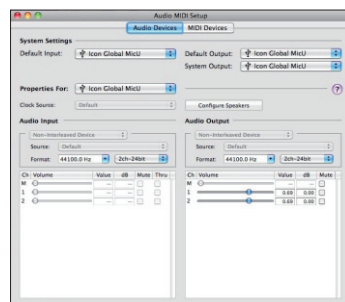 Audio MIDI Setup
Audio Devices MIDI Devices
System Settings
Default Input: Icon Global MicU Default Output: Icon Global MicU
System Output: Icon Global MicU
Properties For: Icon Global MicU ?
Clock Source: Default Configure Speakers
Audio Input Audio Output
Non-Interleaved Device Non-Interleaved Device
Source: Default Source: Default
Format: 44100.0 Hz 2ch-24bit Format: 44100.0 Hz 2ch-24bit
Ch Volume Value dB Mute Thru Ch Volume Value dB Mute
M -- -- M -- --
1 -- -- 1 0.69 0.00
2 -- -- 2 0.69 0.00